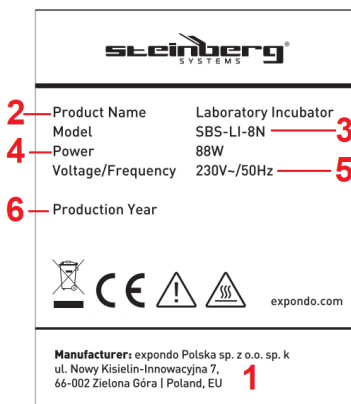 steinberg®
SYSTEMS
2 Product Name Laboratory Incubator
Model SBS-LI-8N 3
4 Power 88W
Voltage/Frequency 230V~/50Hz 5
6 Production Year
CE
expondo.com
Manufacturer: expondo Polska sp. z o.o. sp. k
ul. Nowy Kisielin-Innowacyjna 7,
66-002 Zielona Góra | Poland, EU 1